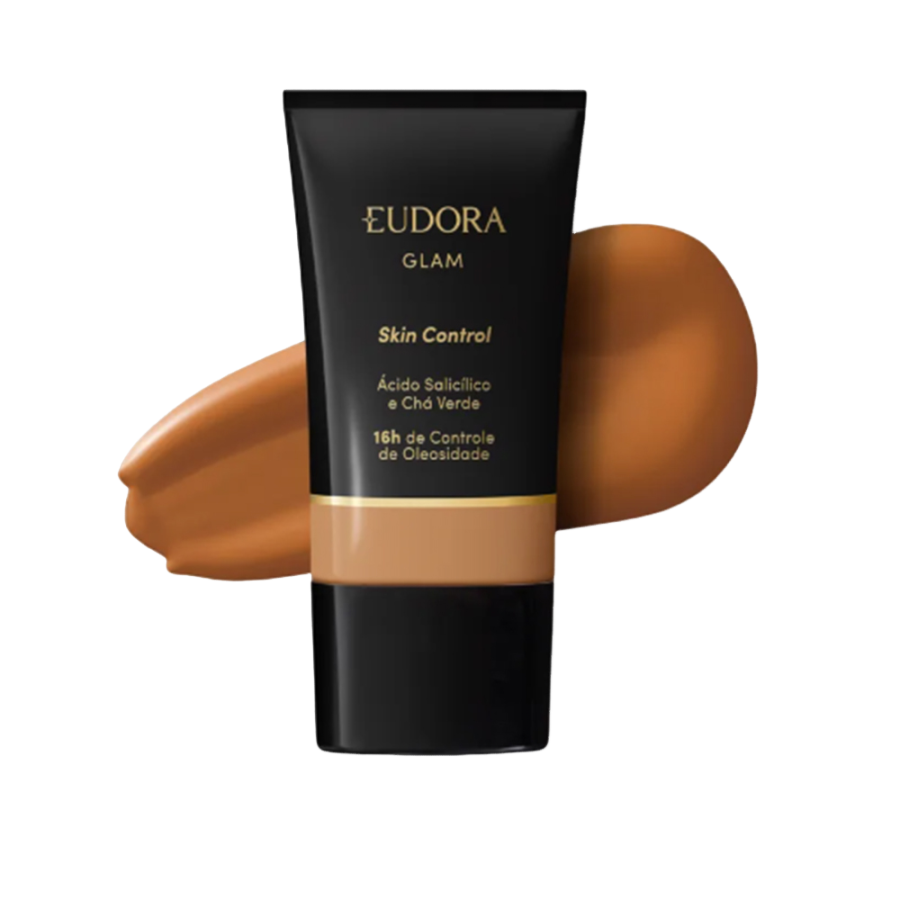 EUDORA
GLAM
Skin Control
Ácido Salicílico
e Chá Verde
16h de Controle
de Oleosidade